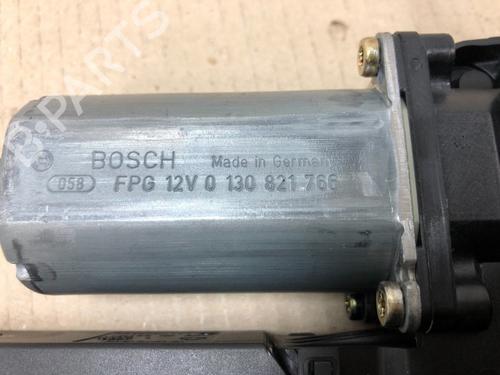 BOSCH Made in Germany
058 FPG 12V 0 130 821 766
B-PARTS